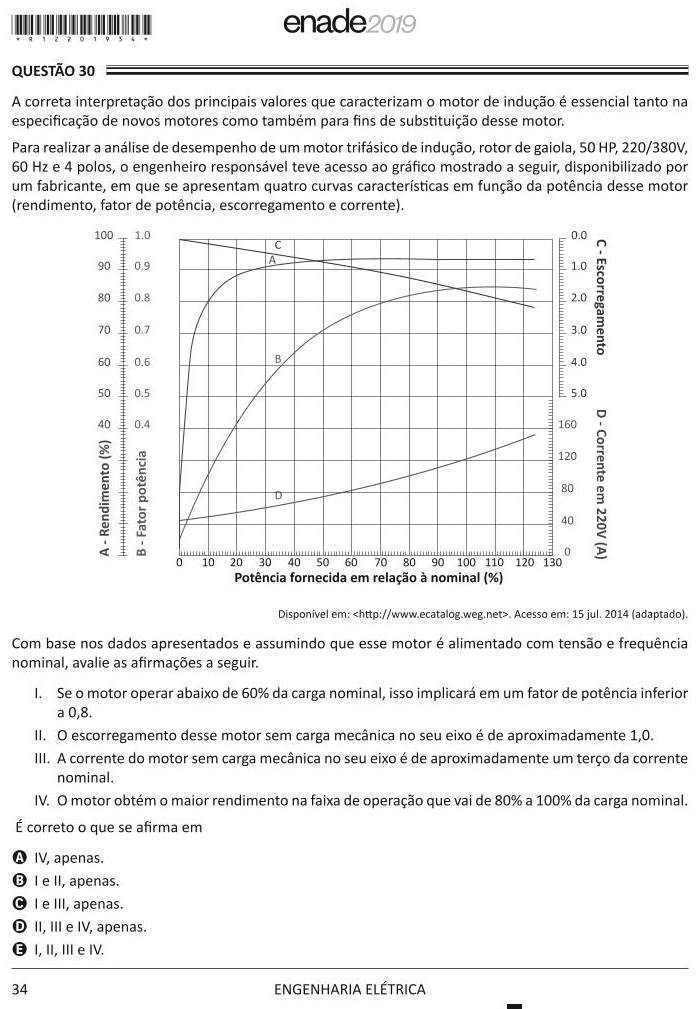 enade2019
* R 1 2 2 0 1 9 3 4 *
QUESTÃO 30
A correta interpretação dos principais valores que caracterizam o motor de indução é essencial tanto na
especificação de novos motores como também para fins de substituição desse motor.
Para realizar a análise de desempenho de um motor trifásico de indução, rotor de gaiola, 50 HP, 220/380V,
60 Hz e 4 polos, o engenheiro responsável teve acesso ao gráfico mostrado a seguir, disponibilizado por
um fabricante, em que se apresentam quatro curvas características em função da potência desse motor
(rendimento, fator de potência, escorregamento e corrente).
100 1.0 0.0
90 0.9 1.0
80 0.8 2.0
70 0.7 3.0
60 0.6 4.0
50 0.5 5.0
40 0.4 160
120
80
40
0
A - Rendimento (%)
B - Fator potência
C
A
B
D
C - Escorregamento
D - Corrente em 220V (A)
0 10 20 30 40 50 60 70 80 90 100 110 120 130
Potência fornecida em relação à nominal (%)
Disponível em: <http://www.ecatalog.weg.net>. Acesso em: 15 jul. 2014 (adaptado).
Com base nos dados apresentados e assumindo que esse motor é alimentado com tensão e frequência
nominal, avalie as afirmações a seguir.
I. Se o motor operar abaixo de 60% da carga nominal, isso implicará em um fator de potência inferior
a 0,8.
II. O escorregamento desse motor sem carga mecânica no seu eixo é de aproximadamente 1,0.
III. A corrente do motor sem carga mecânica no seu eixo é de aproximadamente um terço da corrente
nominal.
IV. O motor obtém o maior rendimento na faixa de operação que vai de 80% a 100% da carga nominal.
É correto o que se afirma em
A IV, apenas.
B I e II, apenas.
C I e III, apenas.
D II, III e IV, apenas.
E I, II, III e IV.
34
ENGENHARIA ELÉTRICA